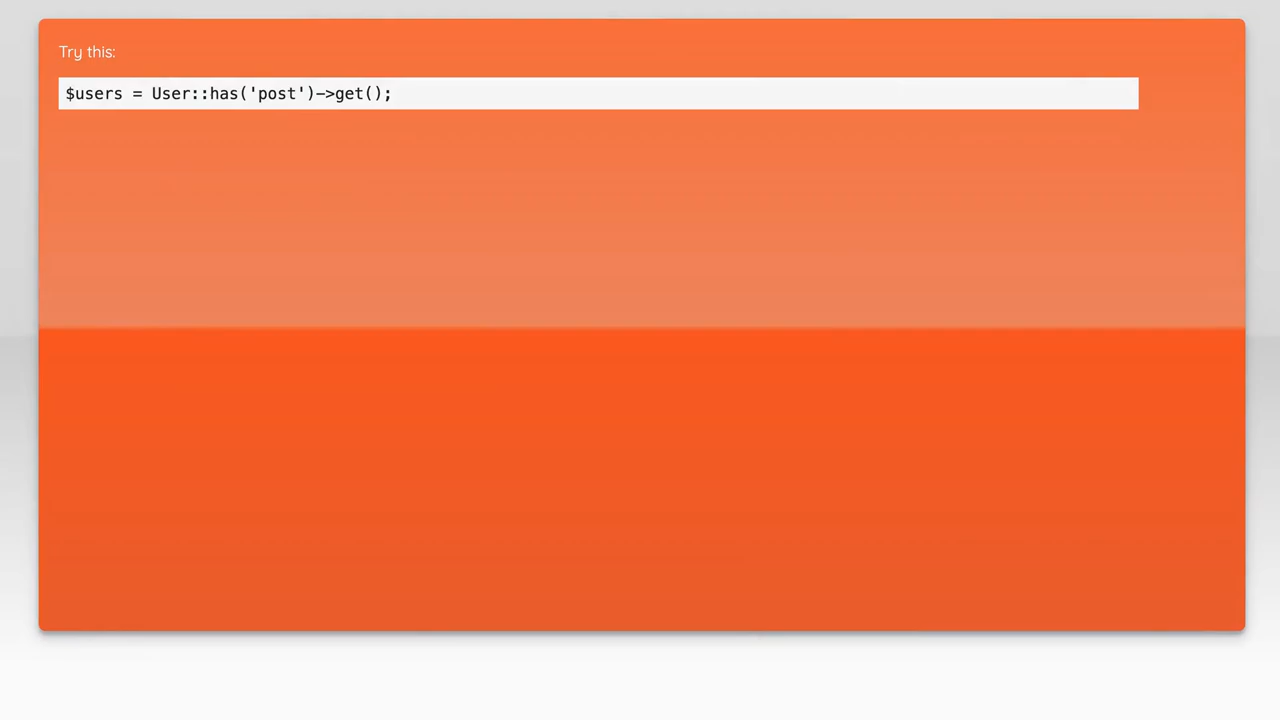 Try this:
$users = User::has('post')->get();